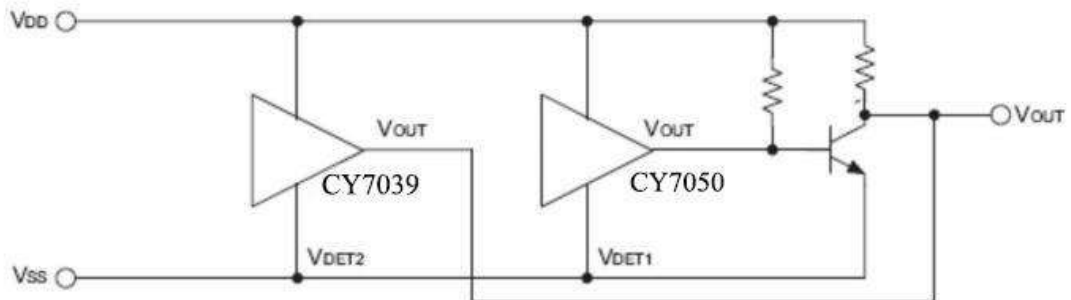 VDD
VOUT
CY7039
VOUT
CY7050
VOUT
VSS
VDET2
VDET1